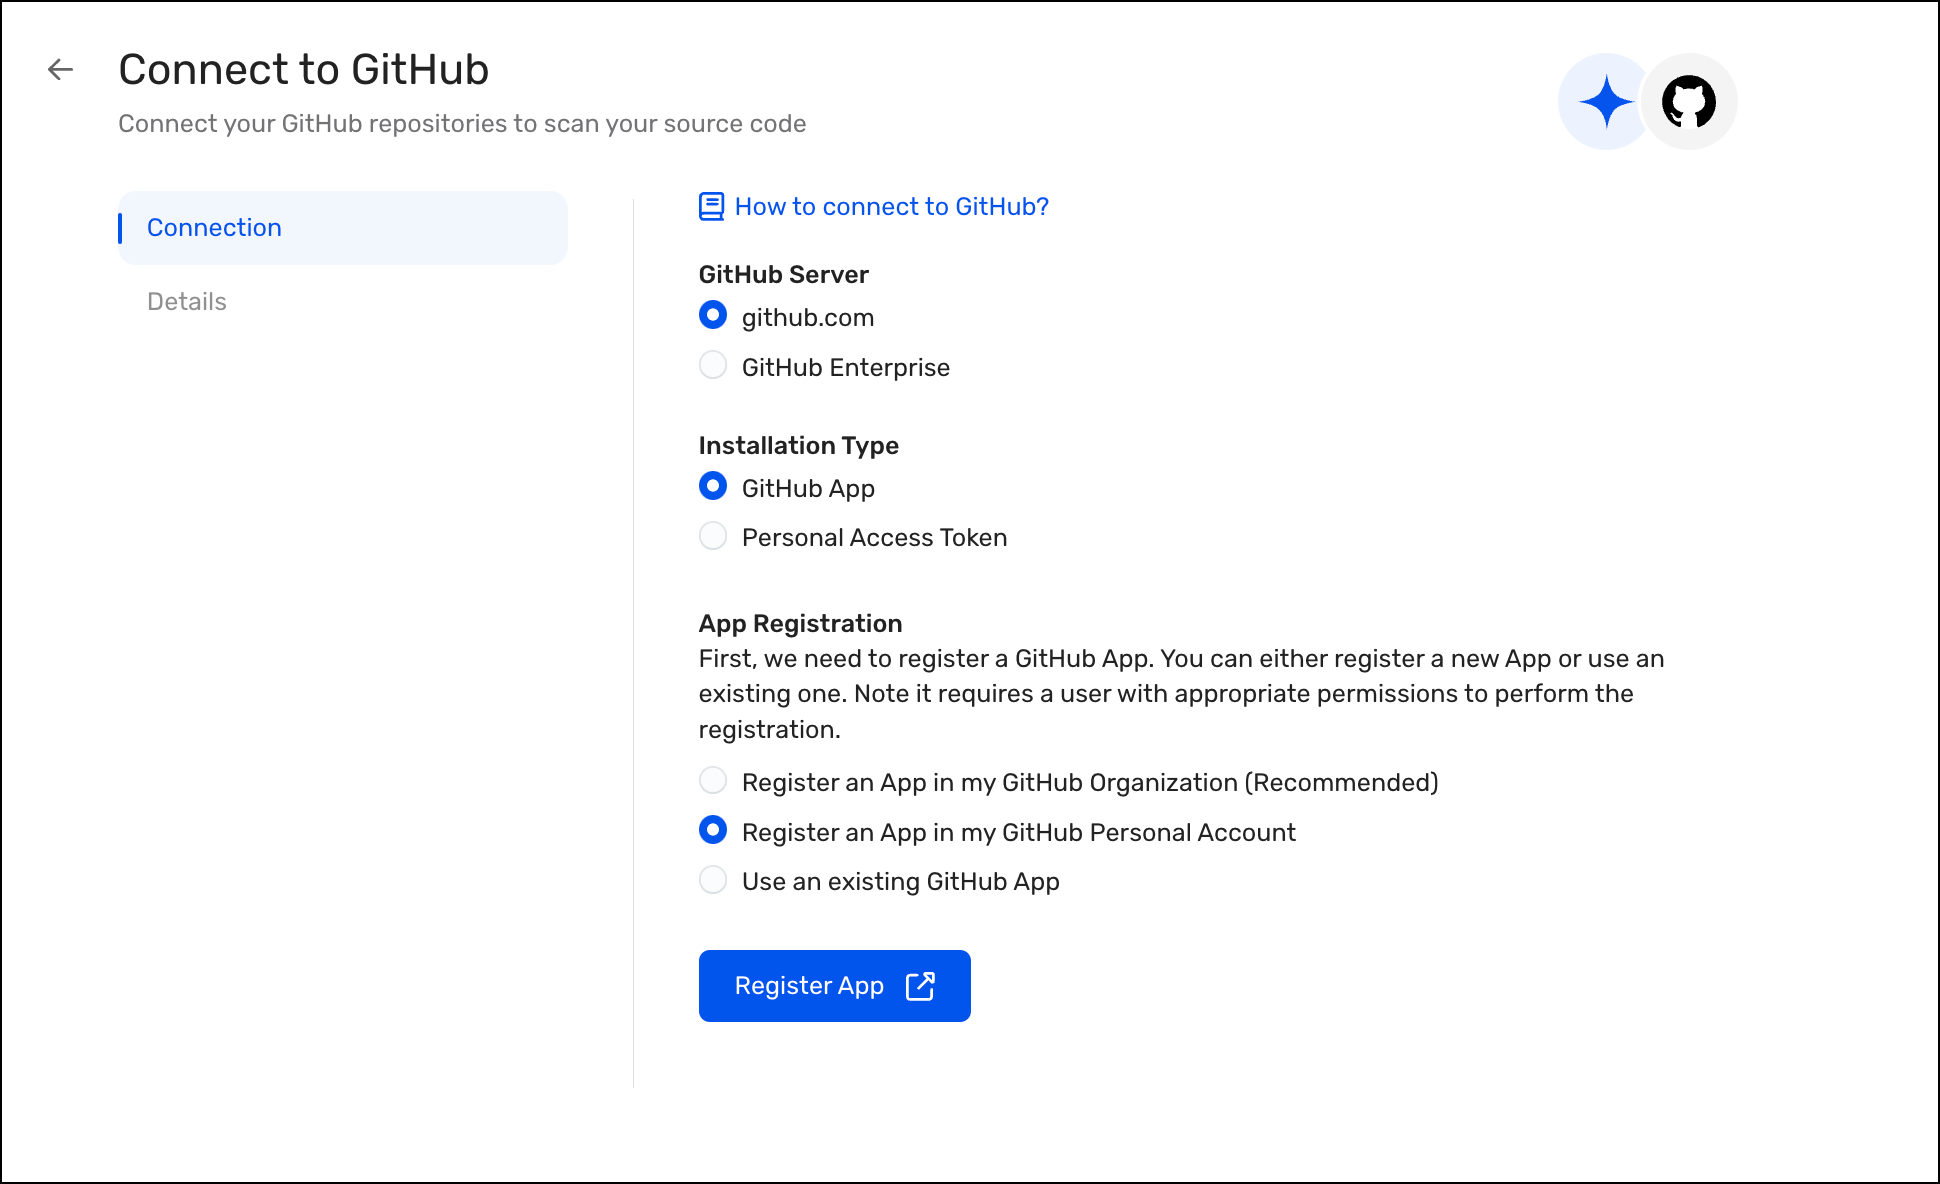 Connect to GitHub
Connect your GitHub repositories to scan your source code
Connection
Details
How to connect to GitHub?
GitHub Server
github.com
GitHub Enterprise
Installation Type
GitHub App
Personal Access Token
App Registration
First, we need to register a GitHub App. You can either register a new App or use an
existing one. Note it requires a user with appropriate permissions to perform the
registration.
Register an App in my GitHub Organization (Recommended)
Register an App in my GitHub Personal Account
Use an existing GitHub App
Register App